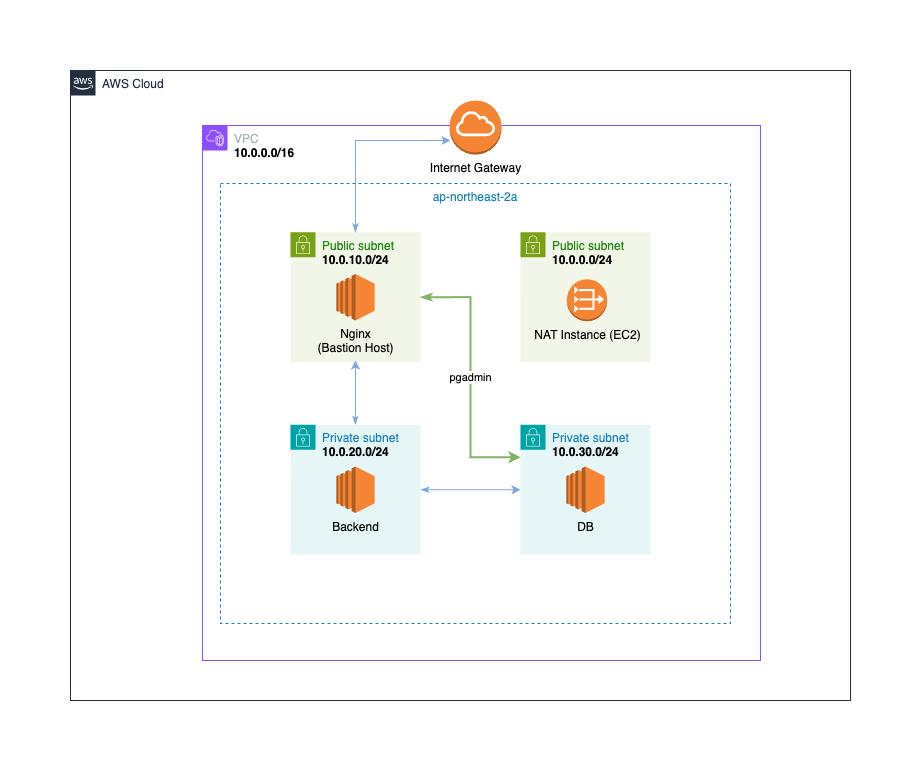 aws
AWS Cloud
VPC
10.0.0.0/16
Internet Gateway
ap-northeast-2a
Public subnet
10.0.10.0/24
Nginx
(Bastion Host)
Public subnet
10.0.0.0/24
NAT Instance (EC2)
pgadmin
Private subnet
10.0.20.0/24
Backend
Private subnet
10.0.30.0/24
DB